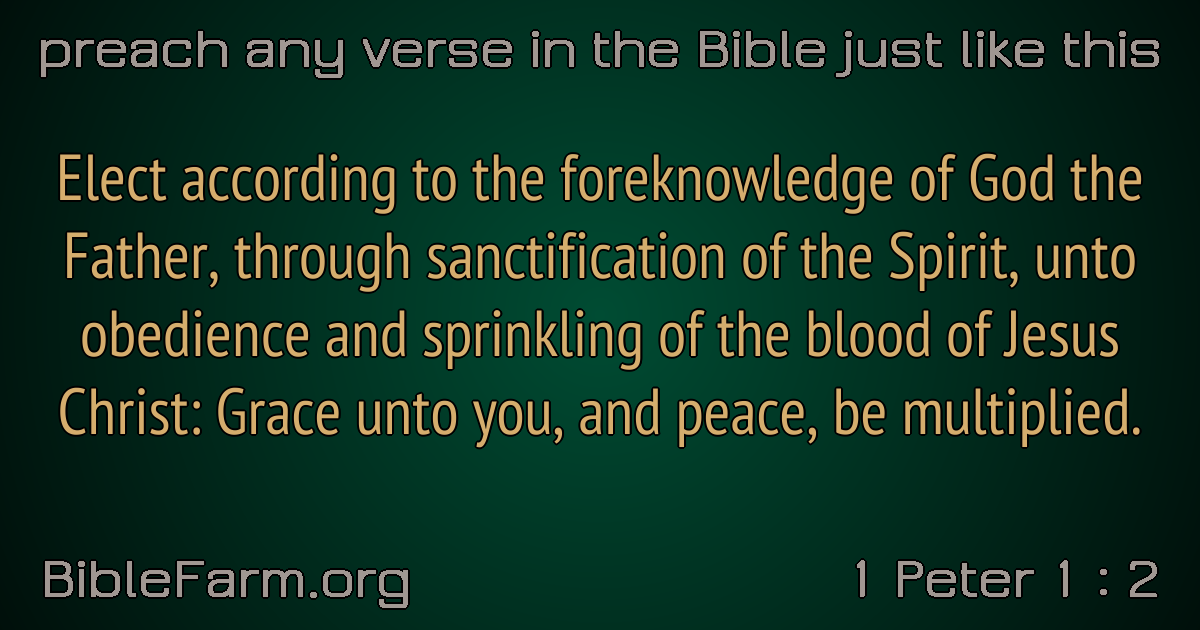 preach any verse in the Bible just like this
Elect according to the foreknowledge of God the
Father, through sanctification of the Spirit, unto
obedience and sprinkling of the blood of Jesus
Christ: Grace unto you, and peace, be multiplied.
BibleFarm.org
1 Peter 1 : 2